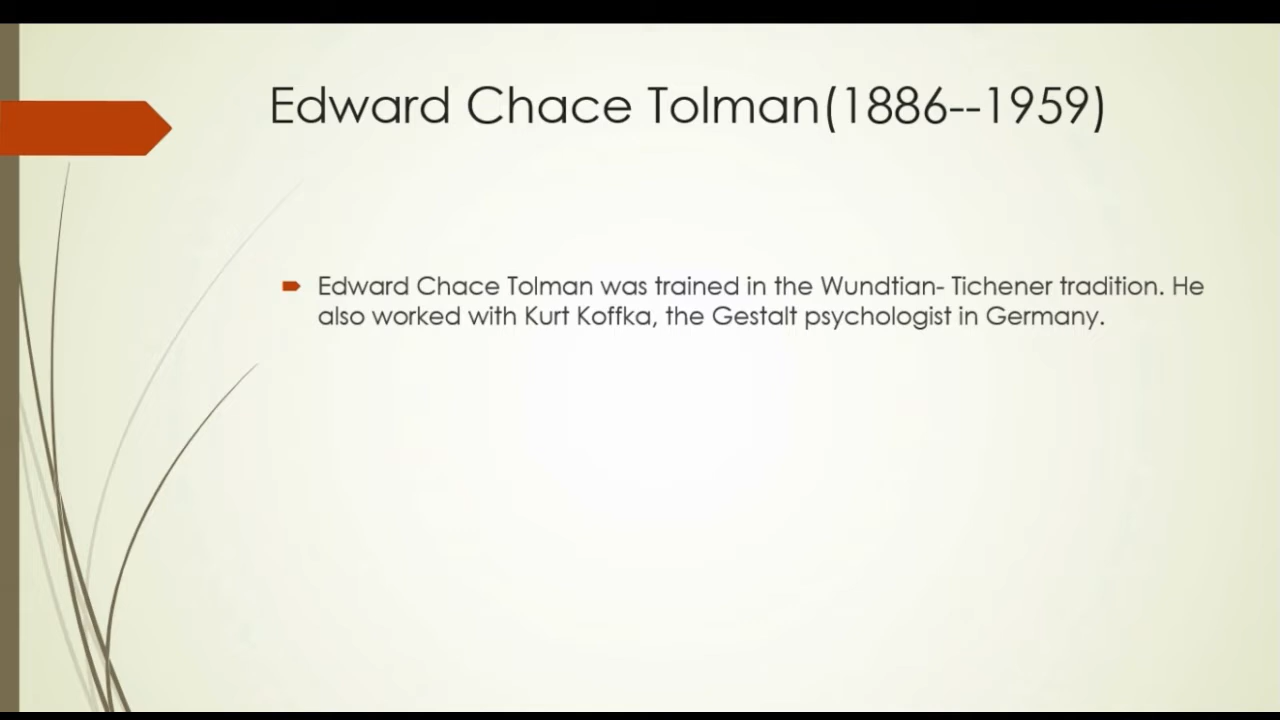 Edward Chace Tolman(1886--1959)
Edward Chace Tolman was trained in the Wundtian- Tichener tradition. He
also worked with Kurt Koffka, the Gestalt psychologist in Germany.